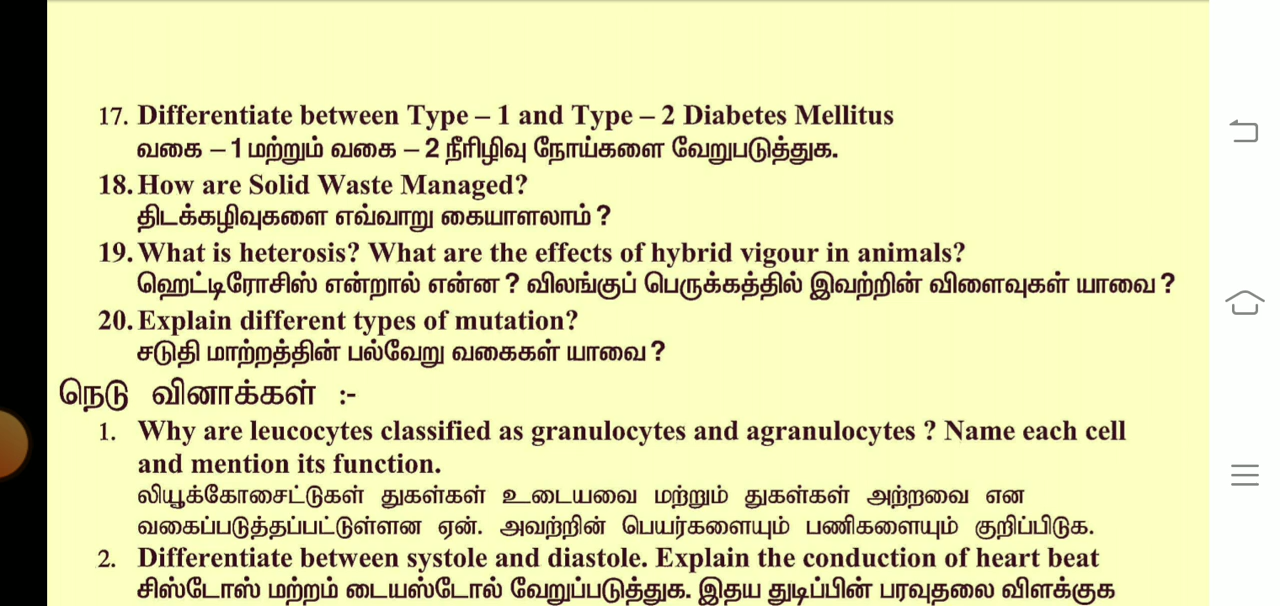 17. Differentiate between Type – 1 and Type – 2 Diabetes Mellitus
வகை – 1 மற்றும் வகை – 2 நீரிழிவு நோய்களை வேறுபடுத்துக.
18. How are Solid Waste Managed?
திடக்கழிவுகளை எவ்வாறு கையாளலாம் ?
19. What is heterosis? What are the effects of hybrid vigour in animals?
ஹெட்டிரோசிஸ் என்றால் என்ன ? விலங்குப் பெருக்கத்தில் இவற்றின் விளைவுகள் யாவை ?
20. Explain different types of mutation?
சடுதி மாற்றத்தின் பல்வேறு வகைகள் யாவை ?
நெடு வினாக்கள் :-
1. Why are leucocytes classified as granulocytes and agranulocytes ? Name each cell
and mention its function.
லியூக்கோசைட்டுகள் துகள்கள் உடையவை மற்றும் துகள்கள் அற்றவை என
வகைப்படுத்தப்பட்டுள்ளன ஏன். அவற்றின் பெயர்களையும் பணிகளையும் குறிப்பிடுக.
2. Differentiate between systole and diastole. Explain the conduction of heart beat
சிஸ்டோஸ் மற்றம் டையஸ்டோல் வேறுப்படுத்துக. இதய துடிப்பின் பரவுதலை விளக்குக